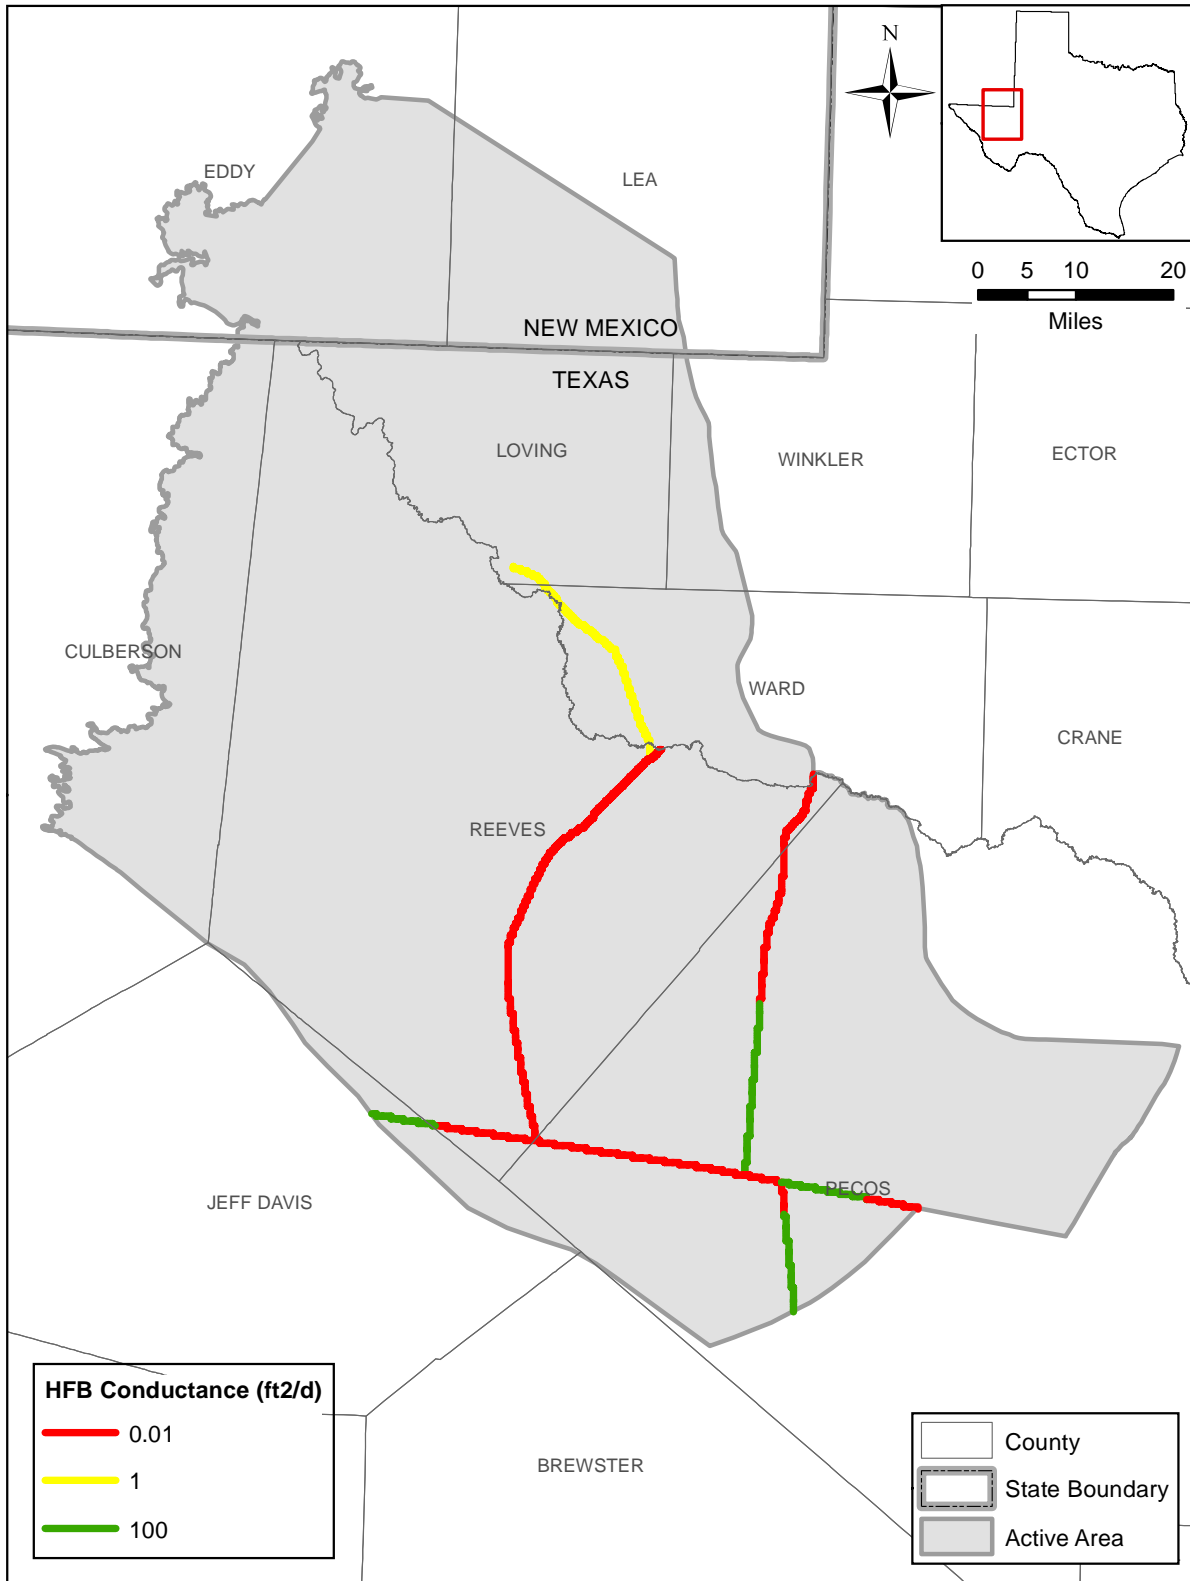 N
EDDY
LEA
0 5 10 20
Miles
NEW MEXICO
TEXAS
LOVING
WINKLER
ECTOR
CULBERSON
WARD
CRANE
REEVES
PECOS
JEFF DAVIS
BREWSTER
HFB Conductance (ft2/d)
0.01
1
100
County
State Boundary
Active Area